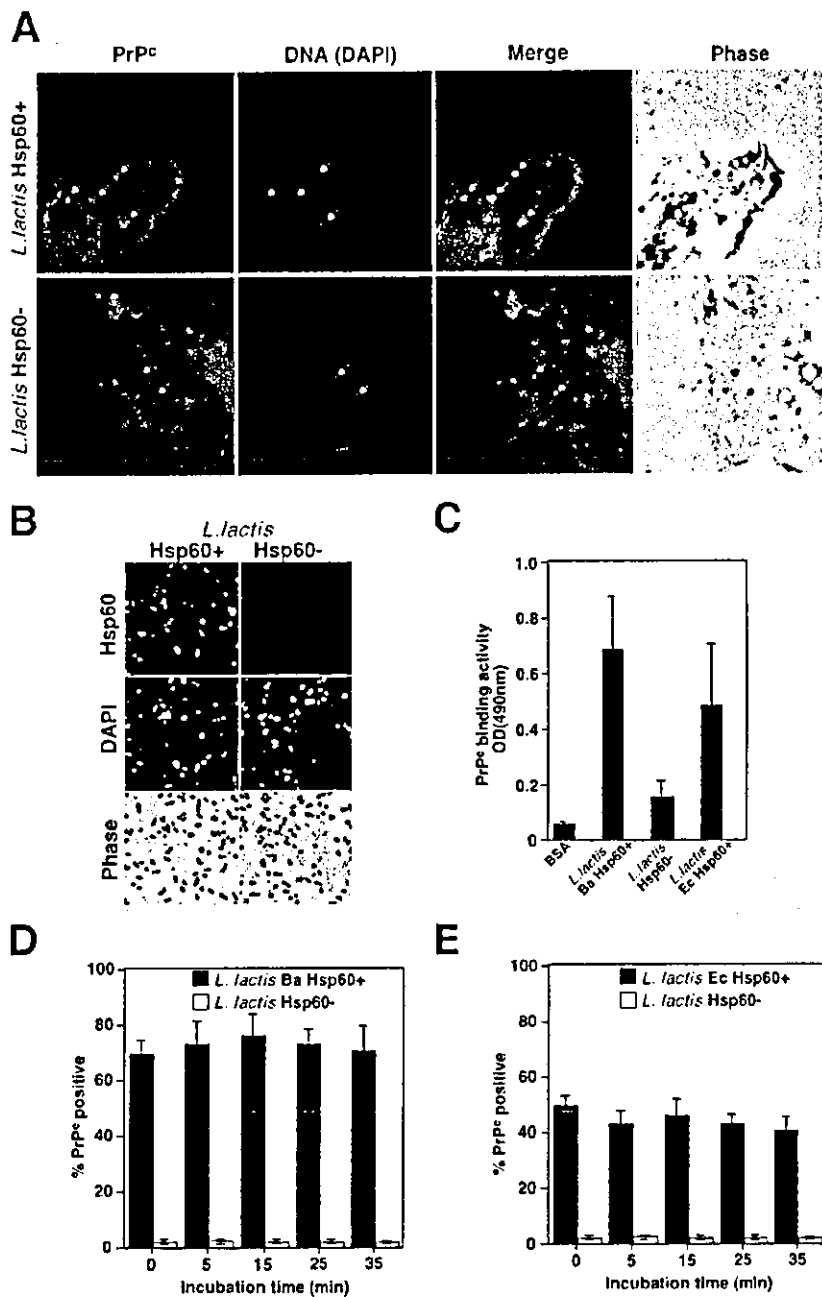 A
PrPc DNA (DAPI) Merge Phase
L.lactis Hsp60+
L.lactis Hsp60-
B
L.lactis
Hsp60+ Hsp60-
Hsp60
DAPI
Phase
C
1.0
0.8
0.6
0.4
0.2
0
PrPc binding activity
OD(490nm)
BSA
L.lactis
Ba Hsp60+
L.lactis
Hsp60-
L.lactis
Ec Hsp60+
D
L. lactis Ba Hsp60+
L. lactis Hsp60-
100
80
60
40
20
0
% PrPc positive
0 5 15 25 35
Incubation time (min)
E
L. lactis Ec Hsp60+
L. lactis Hsp60-
100
80
60
40
20
0
% PrPc positive
0 5 15 25 35
Incubation time (min)